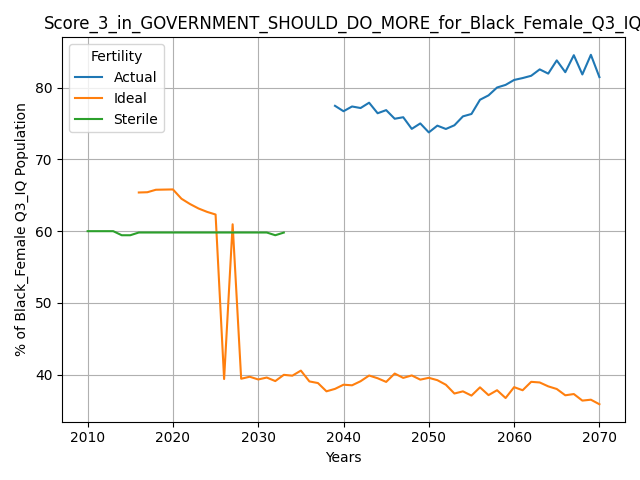 Score_3_in_GOVERNMENT_SHOULD_DO_MORE_for_Black_Female_Q3_IQ
Fertility
Actual
Ideal
Sterile
% of Black_Female Q3_IQ Population
80
70
60
50
40
2010 2020 2030 2040 2050 2060 2070
Years